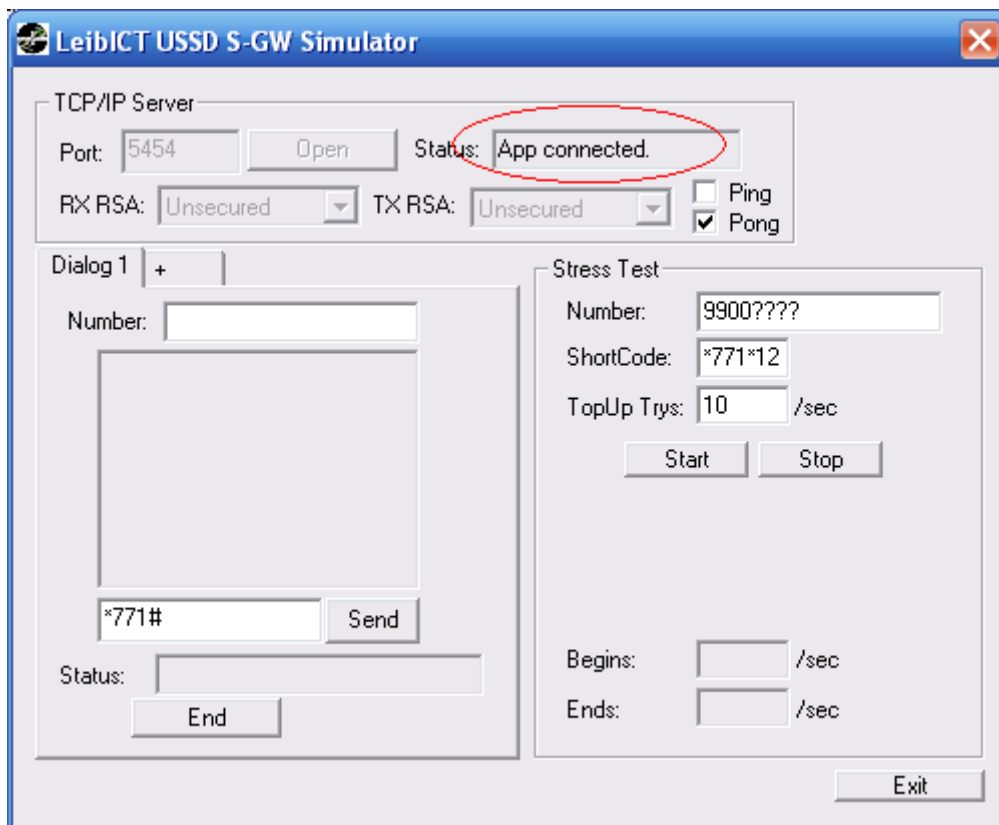 LeibICT USSD S-GW Simulator
TCP/IP Server
Port: 5454 Open Status: App connected.
RX RSA: Unsecured TX RSA: Unsecured
Ping
Pong
Dialog 1 +
Number:
*771# Send
Status:
End
Stress Test
Number: 9900????
ShortCode: *771*12
TopUp Trys: 10 /sec
Start Stop
Begins: /sec
Ends: /sec
Exit